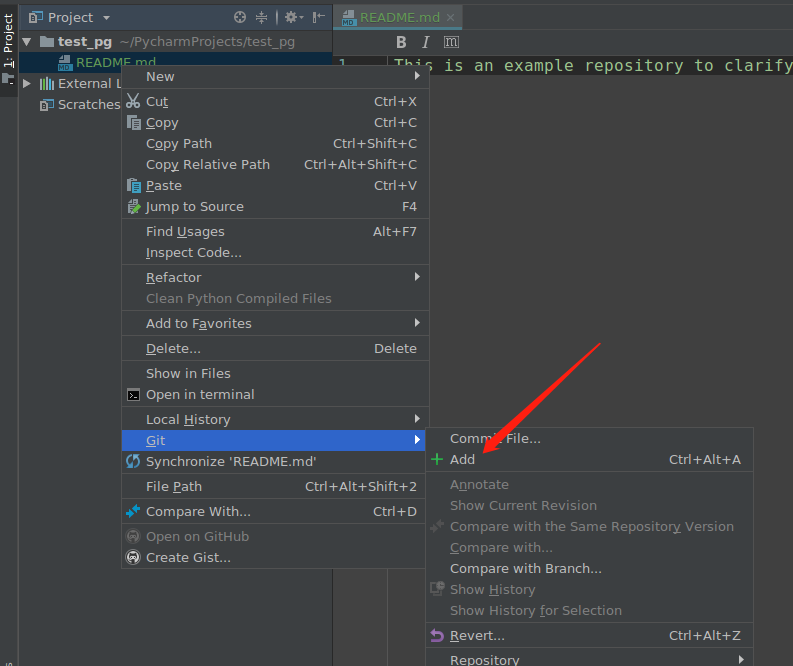 1: Project
Project
README.md
test_pg ~/PycharmProjects/test_pg
B I m
README.md
1 This is an example repository to clarify
External L
Scratches
New
Cut Ctrl+X
Copy Ctrl+C
Copy Path Ctrl+Shift+C
Copy Relative Path Ctrl+Alt+Shift+C
Paste Ctrl+V
Jump to Source F4
Find Usages Alt+F7
Inspect Code...
Refactor
Clean Python Compiled Files
Add to Favorites
Delete... Delete
Show in Files
Open in terminal
Local History
Git
Synchronize 'README.md'
File Path Ctrl+Alt+Shift+2
Compare With... Ctrl+D
Open on GitHub
Create Gist...
Commit File...
Add Ctrl+Alt+A
Annotate
Show Current Revision
Compare with the Same Repository Version
Compare with...
Compare with Branch...
Show History
Show History for Selection
Revert... Ctrl+Alt+Z
Repository